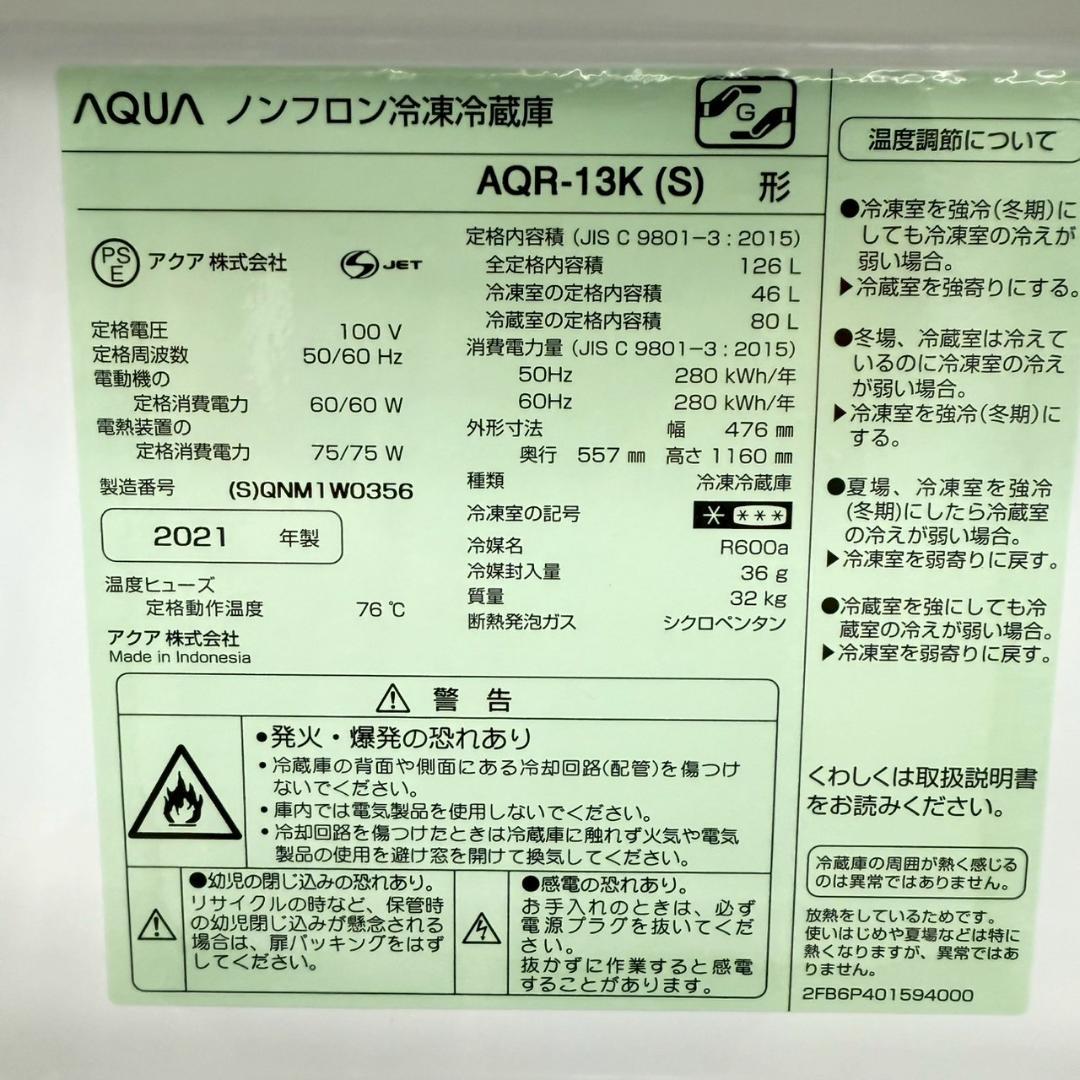 AQUA ノンフロン冷凍冷蔵庫
G
AQR-13K (S) 形
PS
E
アクア 株式会社
S JET
定格電圧 100 V
定格周波数 50/60 Hz
電動機の
定格消費電力 60/60 W
電熱装置の
定格消費電力 75/75 W
製造番号 (S)QNM1W0356
2021 年製
温度ヒューズ
定格動作温度 76 ℃
アクア 株式会社
Made in Indonesia
定格内容積 (JIS C 9801-3 : 2015)
全定格内容積 126 L
冷凍室の定格内容積 46 L
冷蔵室の定格内容積 80 L
消費電力量 (JIS C 9801-3 : 2015)
50Hz 280 kWh/年
60Hz 280 kWh/年
外形寸法 幅 476 ㎜
奥行 557 ㎜ 高さ 1160 ㎜
種類 冷凍冷蔵庫
冷凍室の記号 * ***
冷媒名 R600a
冷媒封入量 36 g
質量 32 kg
断熱発泡ガス シクロペンタン
⚠ 警 告
•発火・爆発の恐れあり
•冷蔵庫の背面や側面にある冷却回路(配管)を傷つけ
ないでください。
•庫内では電気製品を使用しないでください。
•冷却回路を傷つけたときは冷蔵庫に触れず火気や電気
製品の使用を避け窓を開けて換気してください。
●幼児の閉じ込みの恐れあり。
リサイクルの時など、保管時
の幼児閉じ込みが懸念される
場合は、扉パッキングをはず
してください。
●感電の恐れあり。
お手入れのときは、必ず
電源プラグを抜いてくだ
さい。
抜かずに作業すると感電
することがあります。
温度調節について
●冷凍室を強冷(冬期)に
しても冷凍室の冷えが
弱い場合。
▶冷蔵室を強寄りにする。
●冬場、冷蔵室は冷えて
いるのに冷凍室の冷え
が弱い場合。
▶冷凍室を強冷(冬期)に
する。
●夏場、冷凍室を強冷
(冬期)にしたら冷蔵室
の冷えが弱い場合。
▶冷凍室を弱寄りに戻す。
●冷蔵室を強にしても冷
蔵室の冷えが弱い場合。
▶冷凍室を弱寄りに戻す。
くわしくは取扱説明書
をお読みください。
冷蔵庫の周囲が熱く感じる
のは異常ではありません。
放熱をしているためです。
使いはじめや夏場などは特に
熱くなりますが、異常ではあ
りません。
2FB6P401594000